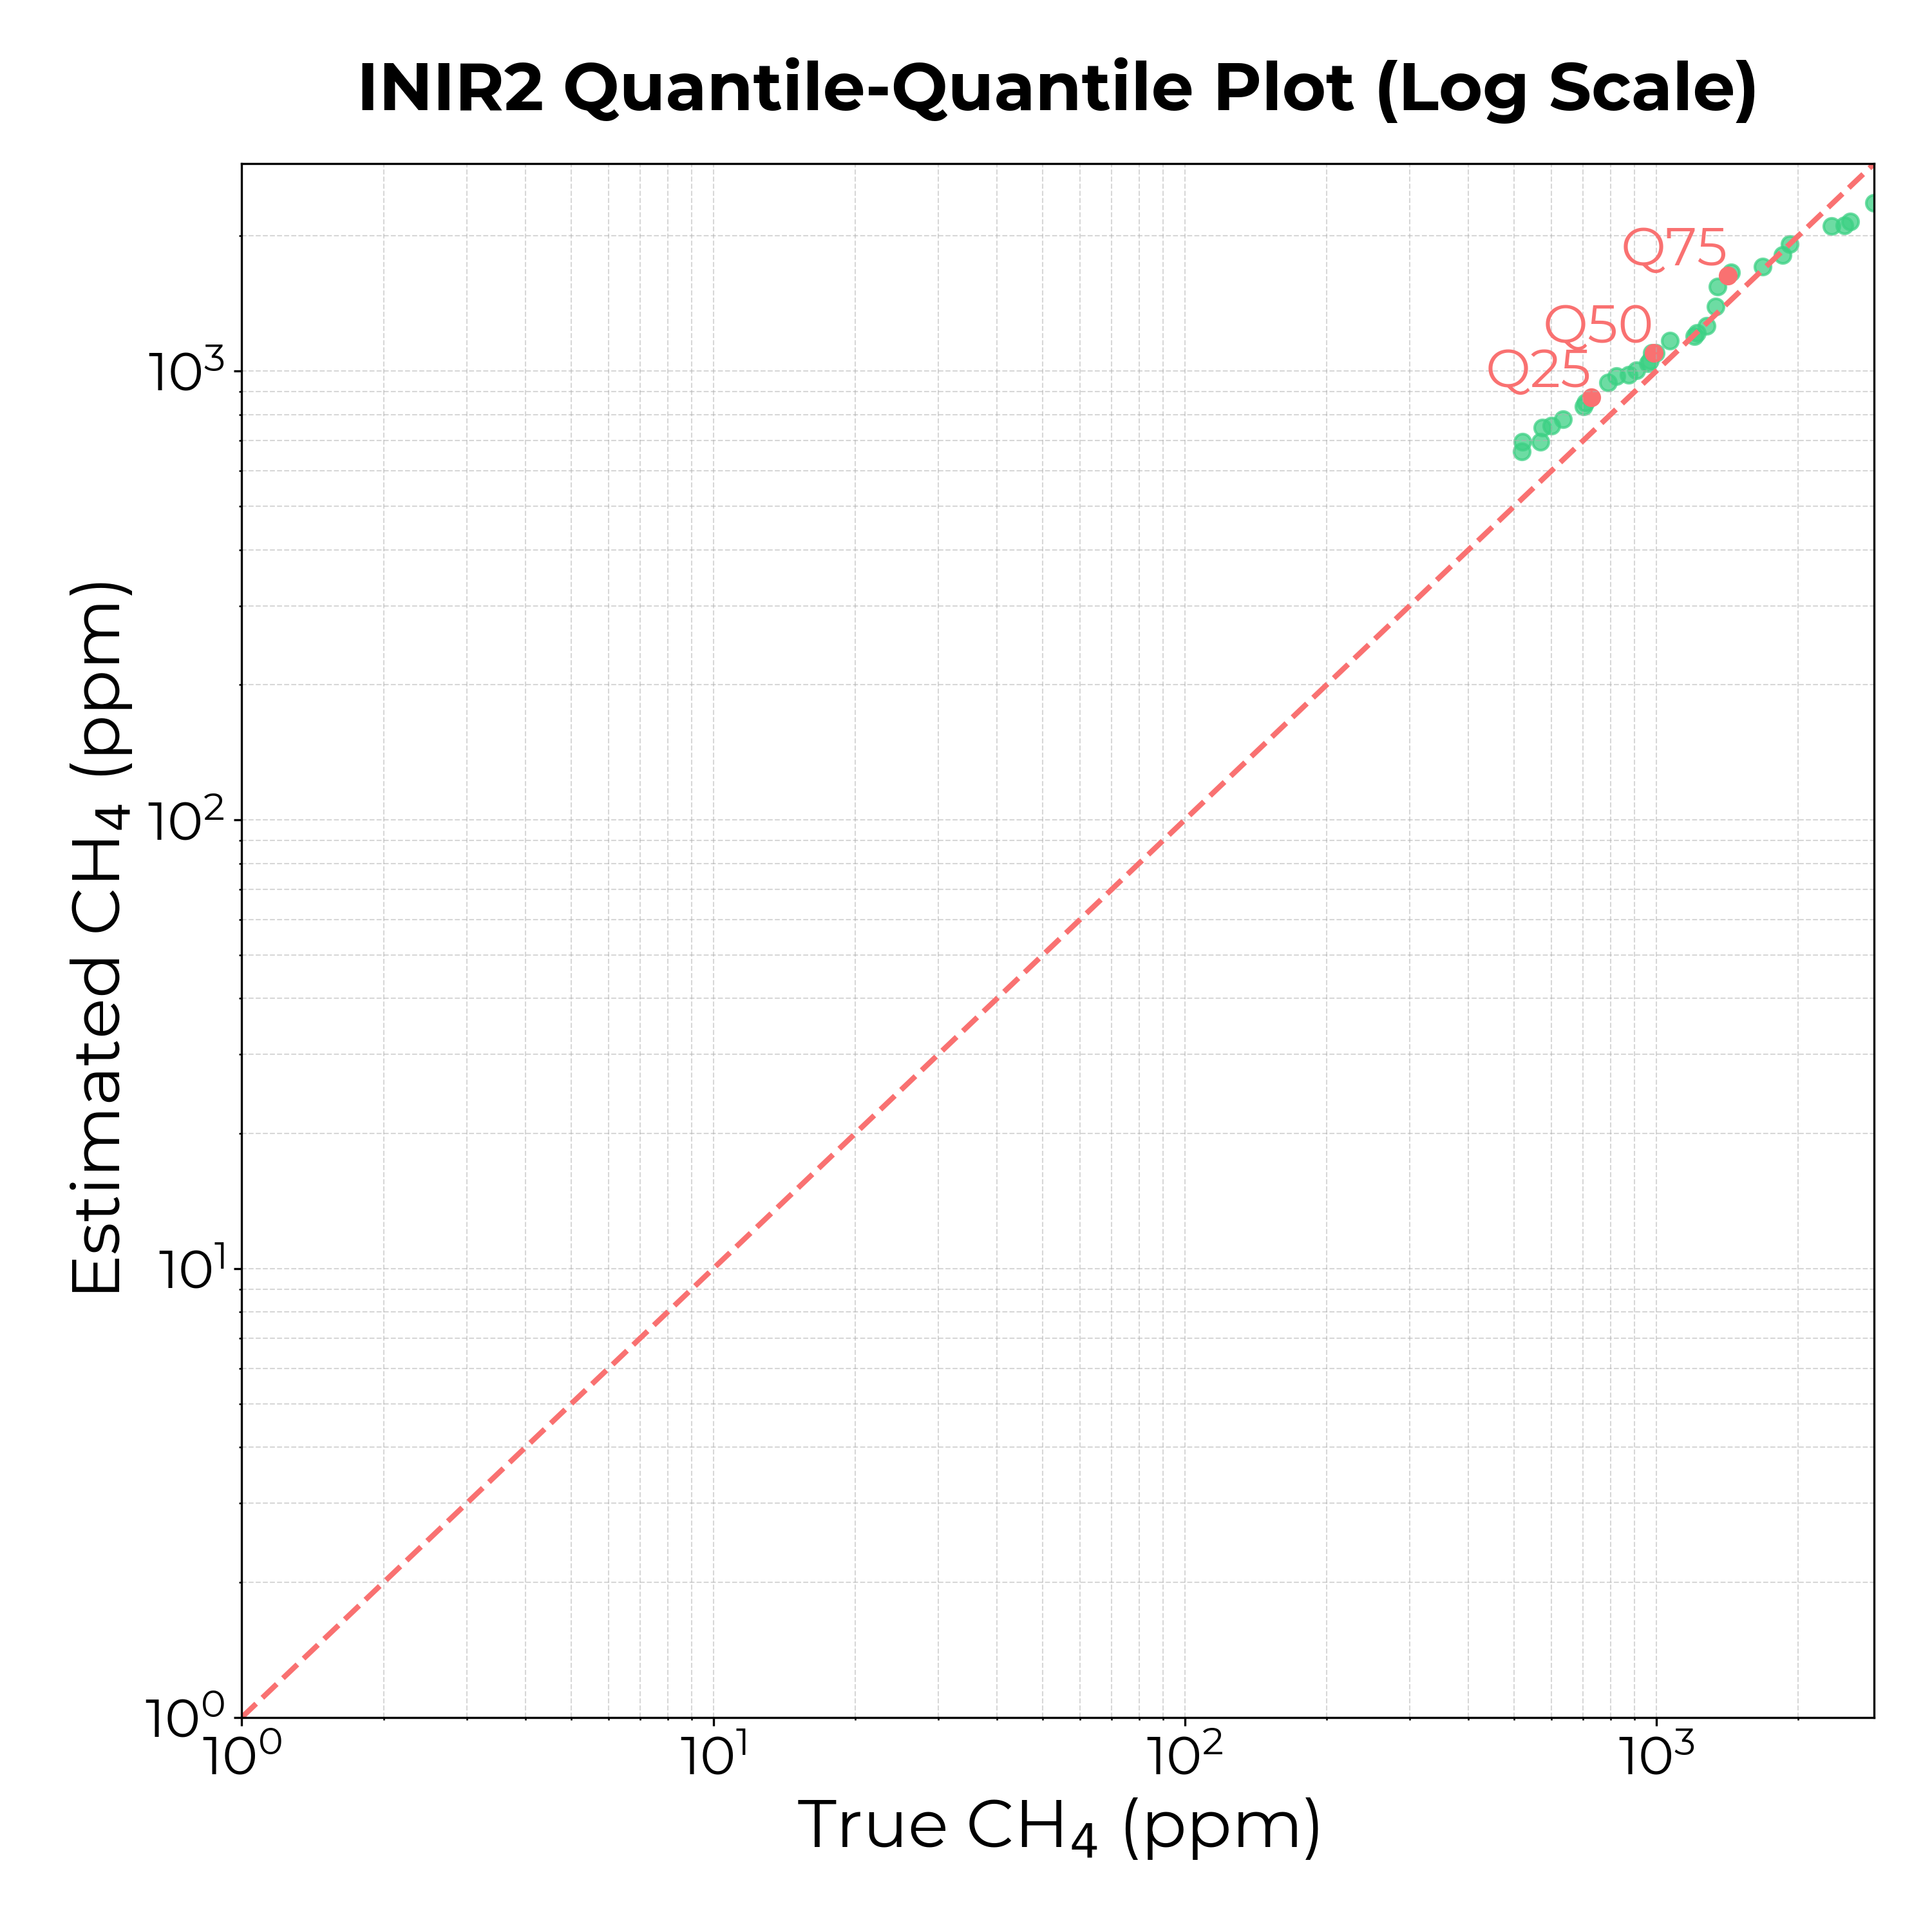 INIR2 Quantile-Quantile Plot (Log Scale)
Q75
Q50
Q25
10³
10²
10¹
10⁰
Estimated CH₄ (ppm)
10⁰ 10¹ 10² 10³
True CH₄ (ppm)